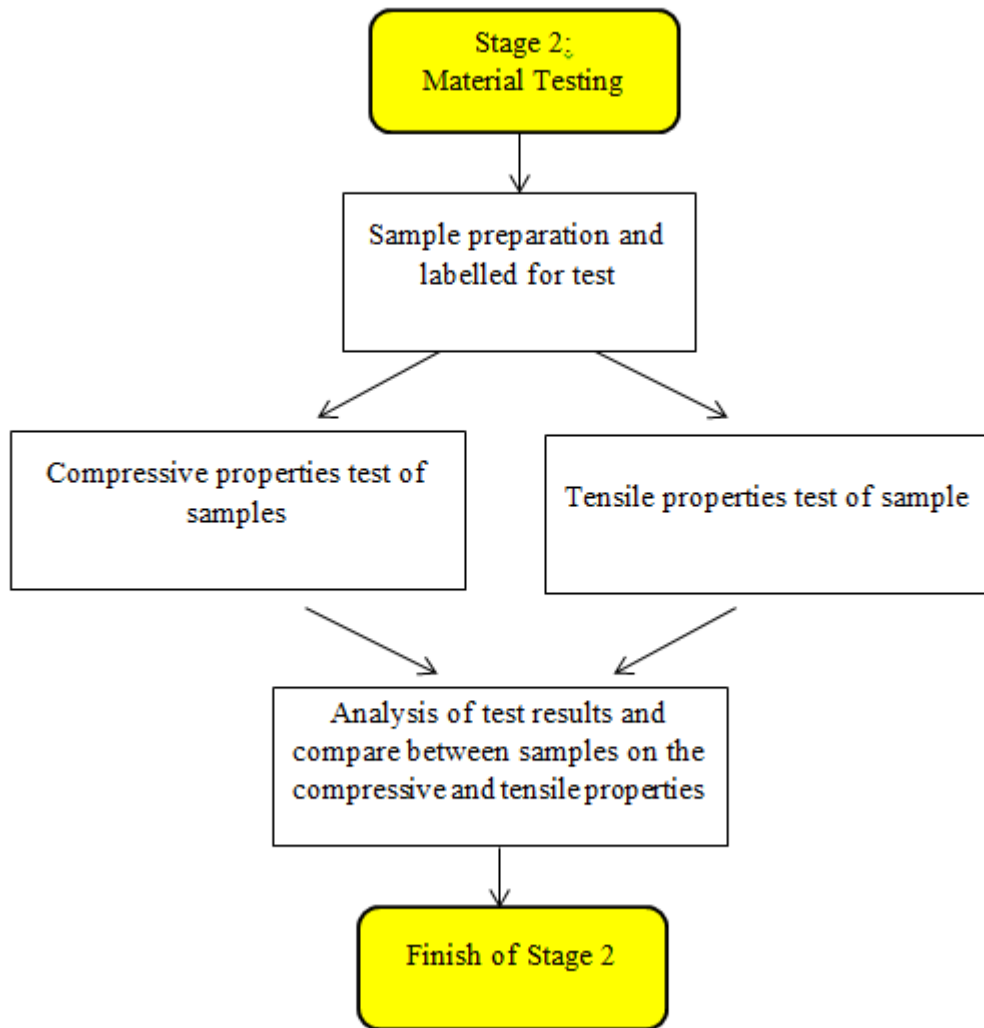 Stage 2:
Material Testing
Sample preparation and
labelled for test
Compressive properties test of
samples
Tensile properties test of sample
Analysis of test results and
compare between samples on the
compressive and tensile properties
Finish of Stage 2